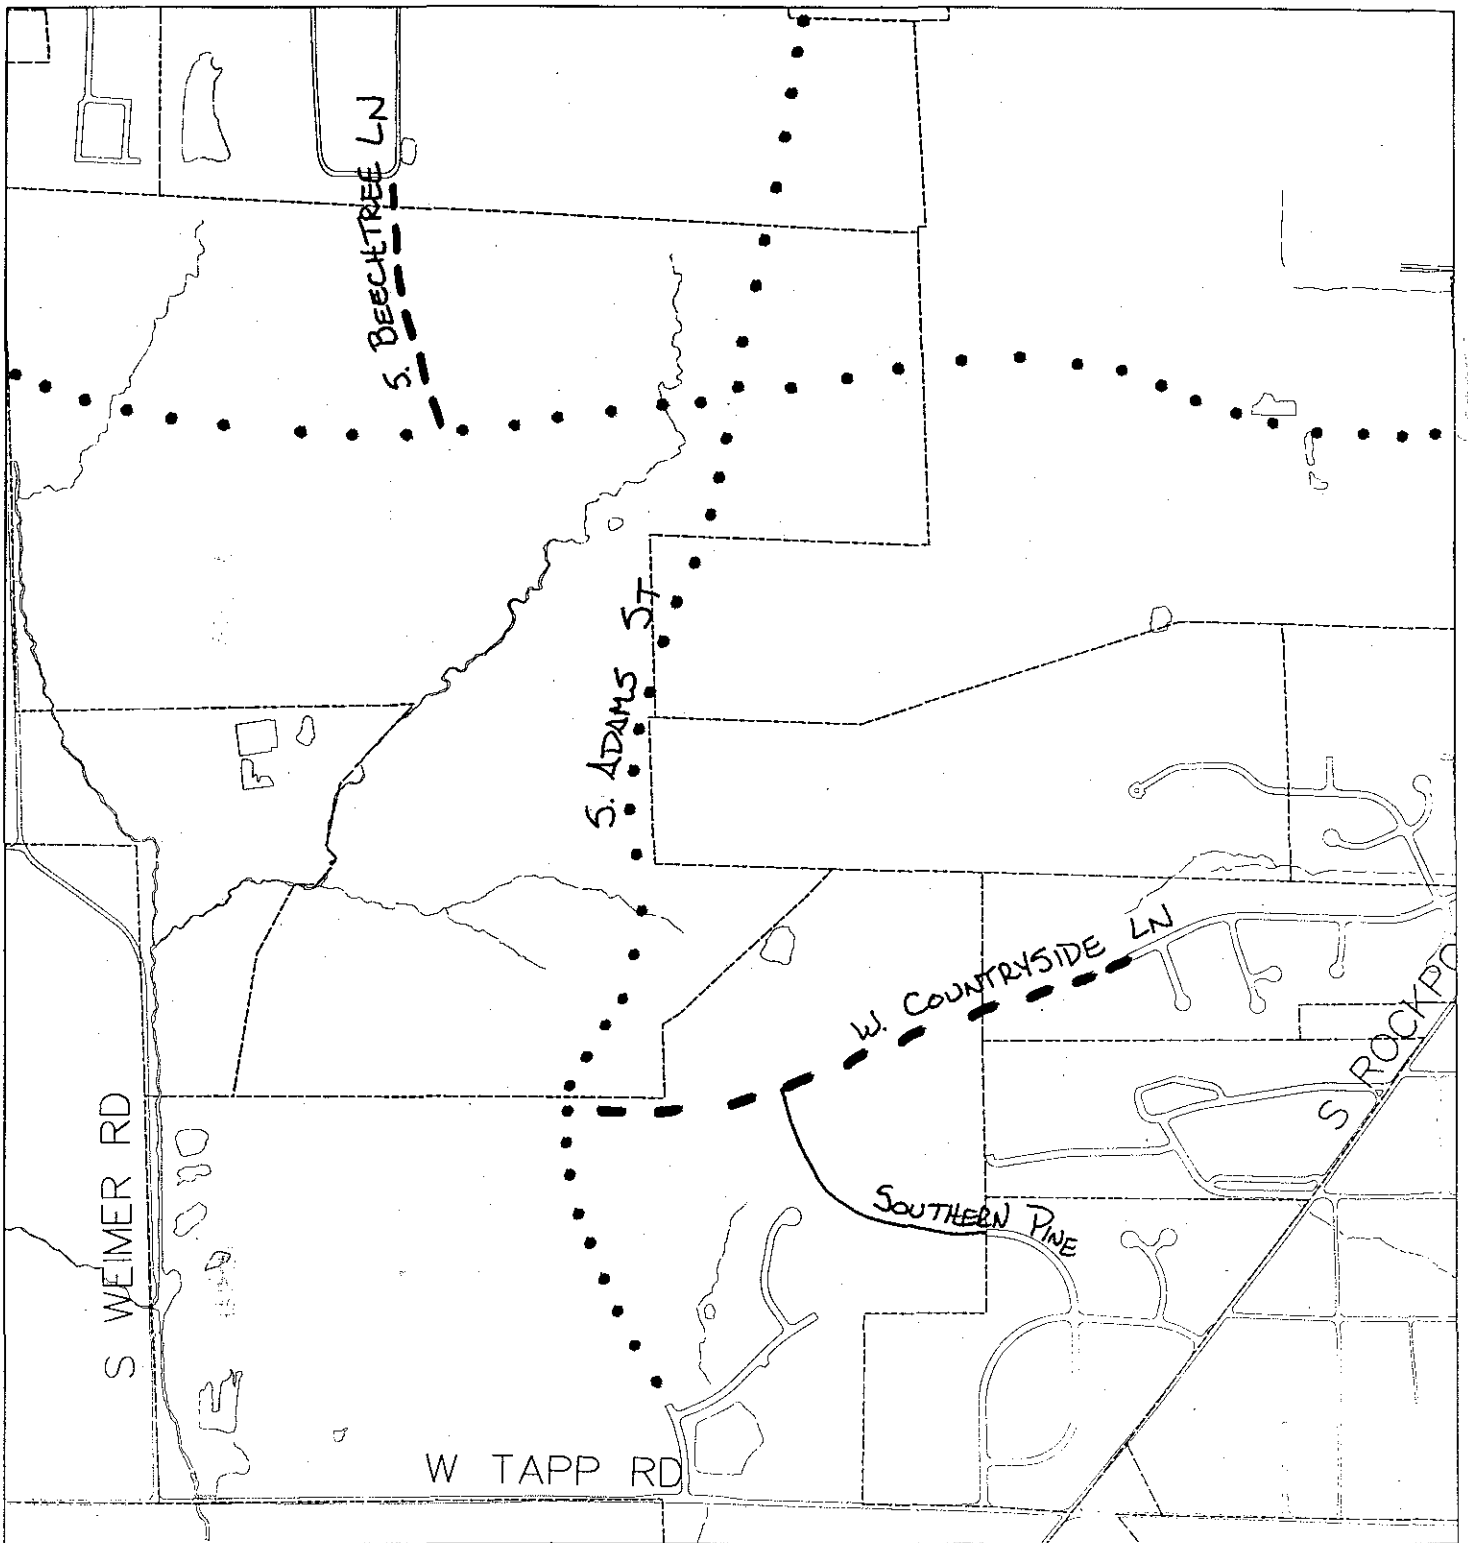 S. BEECHTREE LN
S. ADAMS ST
W. COUNTRYSIDE LN
S ROCKPO
SOUTHERN PINE
S WEIMER RD
W TAPP RD